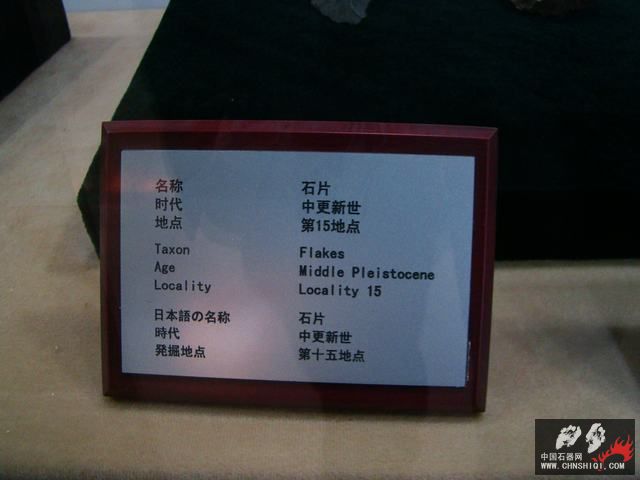 名称 石片
时代 中更新世
地点 第15地点
Taxon Flakes
Age Middle Pleistocene
Locality Locality 15
日本語の名称 石片
時代 中更新世
発掘地点 第十五地点
中国石器网
WWW.CHNSHIQI.COM